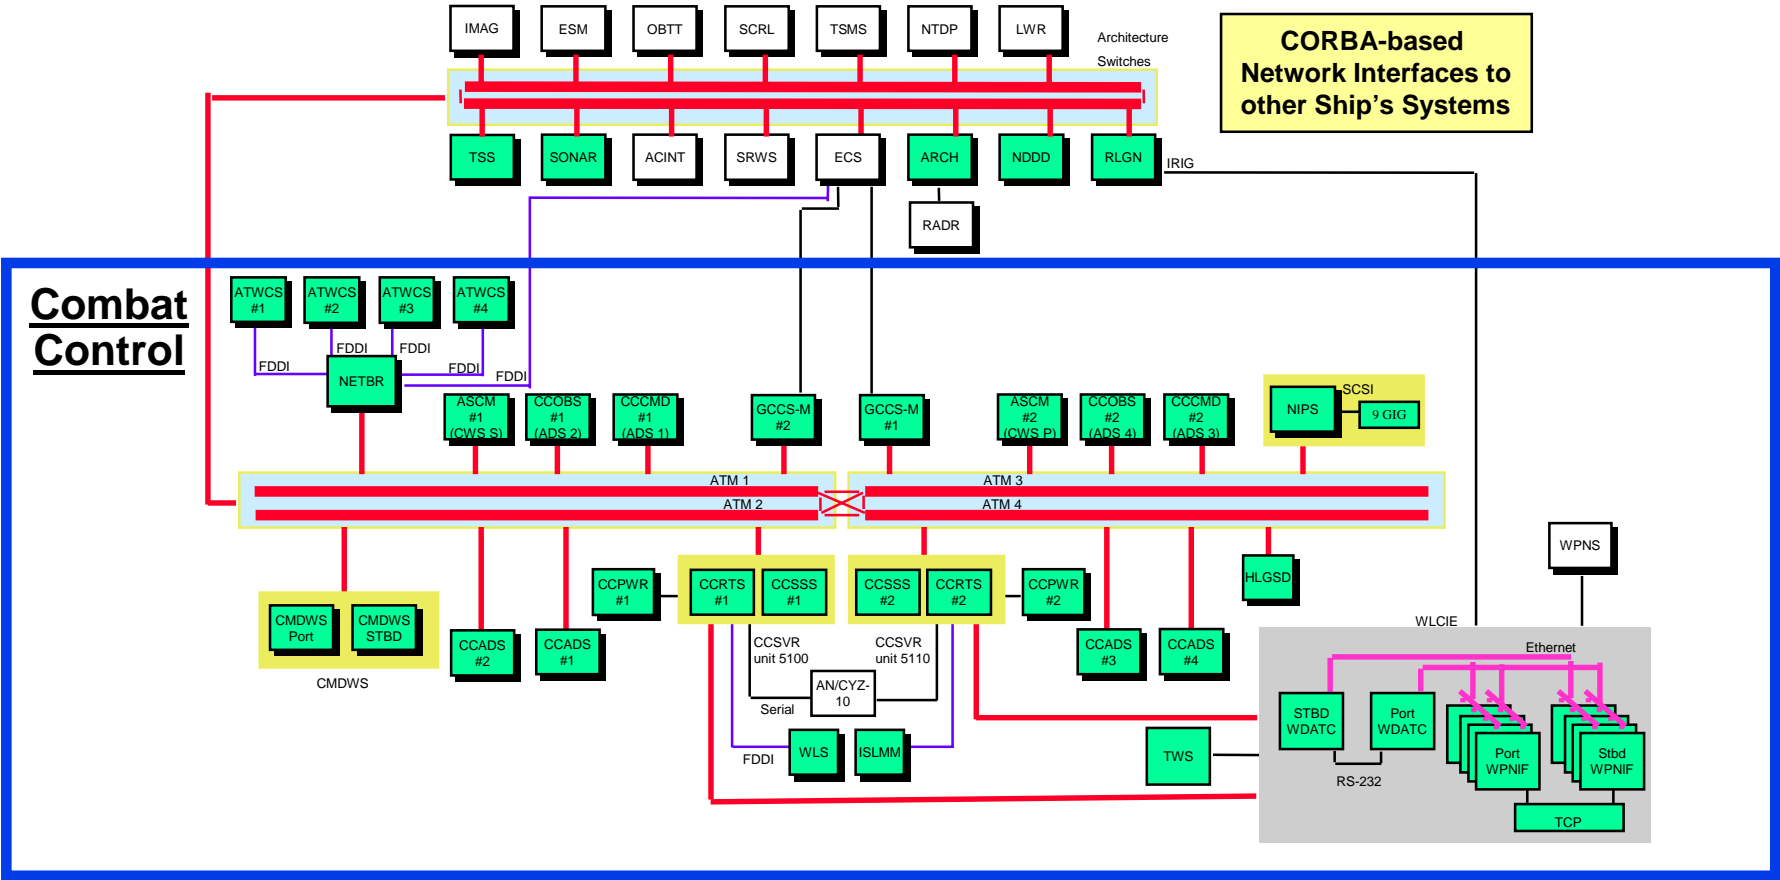 IMAG
ESM
OBTT
SCRL
TSMS
NTDP
LWR
Architecture
Switches
CORBA-based
Network Interfaces to
other Ship's Systems
TSS
SONAR
ACINT
SRWS
ECS
ARCH
NDDD
RLGN
IRIG
RADR
Combat
Control
ATWCS
#1
ATWCS
#2
ATWCS
#3
ATWCS
#4
FDDI
FDDI
FDDI
FDDI
FDDI
NETBR
ASCM
#1
(CWS S)
CCOBS
#1
(ADS 2)
CCCMD
#1
(ADS 1)
GCCS-M
#2
GCCS-M
#1
ASCM
#2
(CWS P)
CCOBS
#2
(ADS 4)
CCCMD
#2
(ADS 3)
SCSI
NIPS
9 GIG
ATM 1
ATM 2
ATM 3
ATM 4
WPNS
CMDWS
Port
CMDWS
STBD
CMDWS
CCADS
#2
CCADS
#1
CCPWR
#1
CCRTS
#1
CCSSS
#1
CCSSS
#2
CCRTS
#2
CCPWR
#2
HLGSD
CCADS
#3
CCADS
#4
CCSVR
unit 5100
CCSVR
unit 5110
AN/CYZ-
10
Serial
FDDI
WLS
ISLMM
WLCIE
Ethernet
STBD
WDATC
Port
WDATC
RS-232
TWS
Port
WPNIF
Stbd
WPNIF
TCP